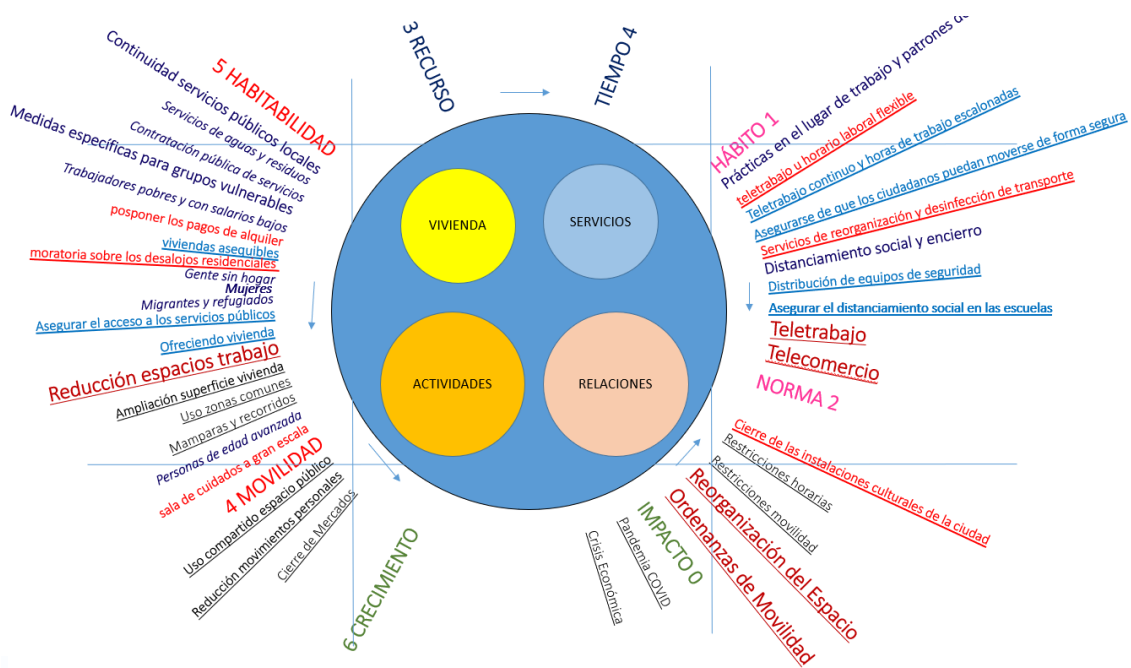 3 RECURSO
TIEMPO 4
5 HABITABILIDAD
Continuidad servicios públicos locales
Servicios de aguas y residuos
Contratación pública de servicios
Medidas específicas para grupos vulnerables
Trabajadores pobres y con salarios bajos
posponer los pagos de alquiler
viviendas asequibles
moratoria sobre los desalojos residenciales
Gente sin hogar
Mujeres
Migrantes y refugiados
Asegurar el acceso a los servicios públicos
Ofreciendo vivienda
Reducción espacios trabajo
Ampliación superficie vivienda
Uso zonas comunes
Mamparas y recorridos
Personas de edad avanzada
sala de cuidados a gran escala
4 MOVILIDAD
Uso compartido espacio público
Reducción movimientos personales
Cierre de Mercados
6 CRECIMIENTO
VIVIENDA
SERVICIOS
ACTIVIDADES
RELACIONES
HÁBITO 1
Prácticas en el lugar de trabajo y patrones de
teletrabajo u horario laboral flexible
Teletrabajo continuo y horas de trabajo escalonadas
Asegurarse de que los ciudadanos puedan moverse de forma segura
Servicios de reorganización y desinfección de transporte
Distanciamiento social y encierro
Distribución de equipos de seguridad
Asegurar el distanciamiento social en las escuelas
Teletrabajo
Telecomercio
NORMA 2
Cierre de las instalaciones culturales de la ciudad
Restricciones horarias
Restricciones movilidad
Reorganización del Espacio
Ordenanzas de Movilidad
IMPACTO 0
Pandemia COVID
Crisis Económica